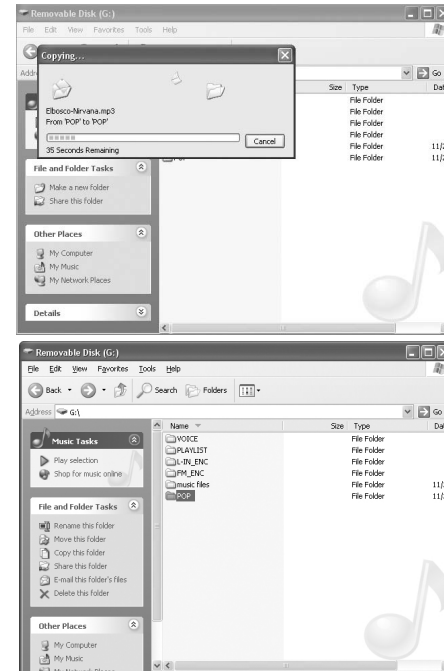 Removable Disk (G:)
File Edit View Favorites Tools Help
Copying...
Go
Size Type
Elbosco-Nirvana.mp3
From 'POP' to 'POP'
Cancel
35 Seconds Remaining
File Folder
File Folder
File Folder
File Folder
File Folder
File and Folder Tasks
Make a new folder
Share this folder
Other Places
My Computer
My Music
My Network Places
Details
Removable Disk (G:)
File Edit View Favorites Tools Help
Back Search Folders
Address G:\ Go
Name Size Type
Music Tasks
Play selection
Shop for music online
VOICE File Folder
PLAYLIST File Folder
L-IN_ENC File Folder
FM_ENC File Folder
music files File Folder
POP File Folder
File and Folder Tasks
Rename this folder
Move this folder
Copy this folder
Share this folder
E-mail this folder's files
Delete this folder
Other Places
My Computer
My Music